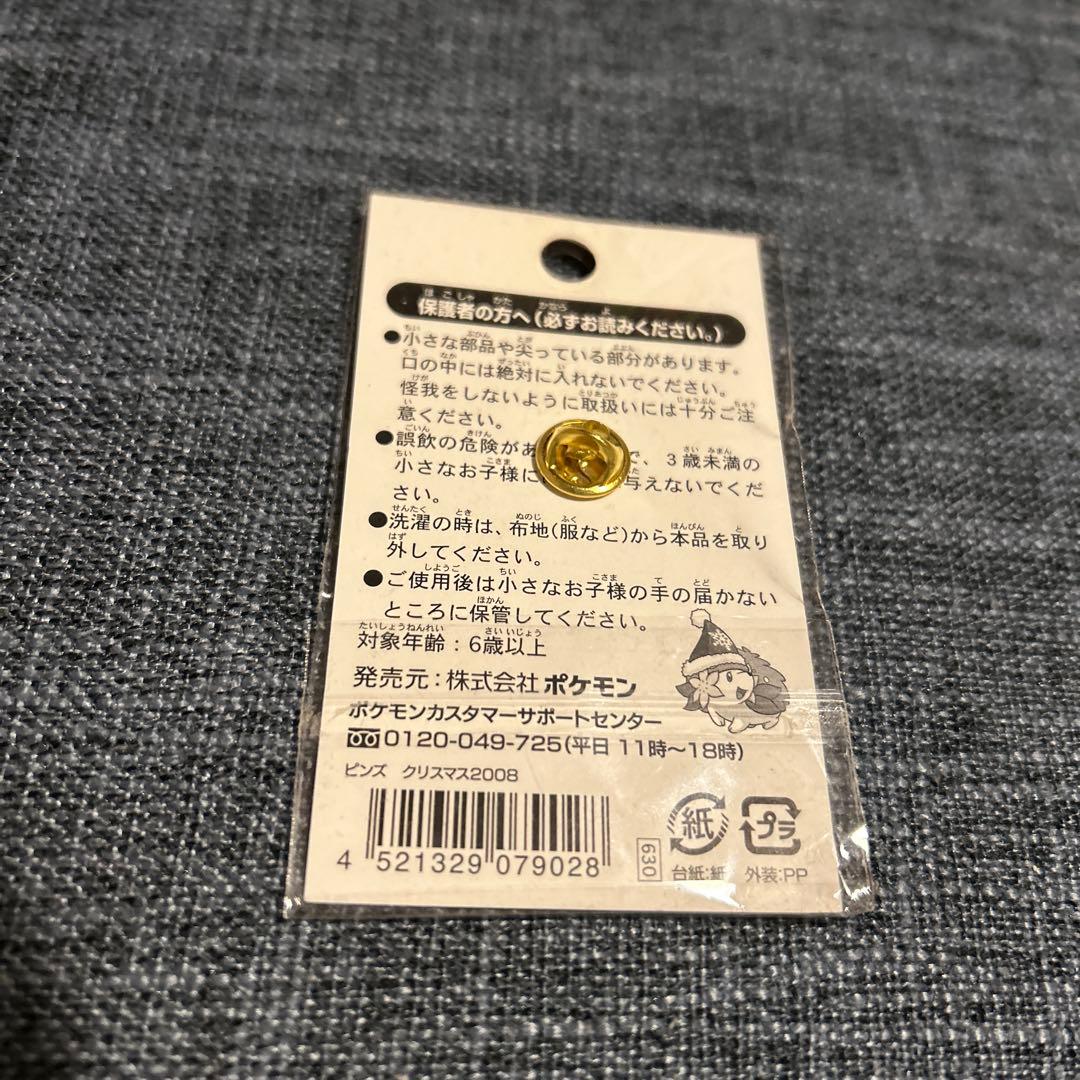 保護者の方へ(必ずお読みください。)
●小さな部品や尖っている部分があります。
口の中には絶対に入れないでください。
怪我をしないように取扱いには十分ご注
意ください。
●誤飲の危険があ で、3歳未満の
小さなお子様に 与えないでくだ
さい。
●洗濯の時は、布地(服など)から本品を取り
外してください。
●ご使用後は小さなお子様の手の届かない
ところに保管してください。
対象年齢:6歳以上
発売元:株式会社 ポケモン
ポケモンカスタマーサポートセンター
0120-049-725(平日 11時〜18時)
ピンズ クリスマス2008
4 521329 079028
630
紙
台紙:紙
プラ
外装:PP